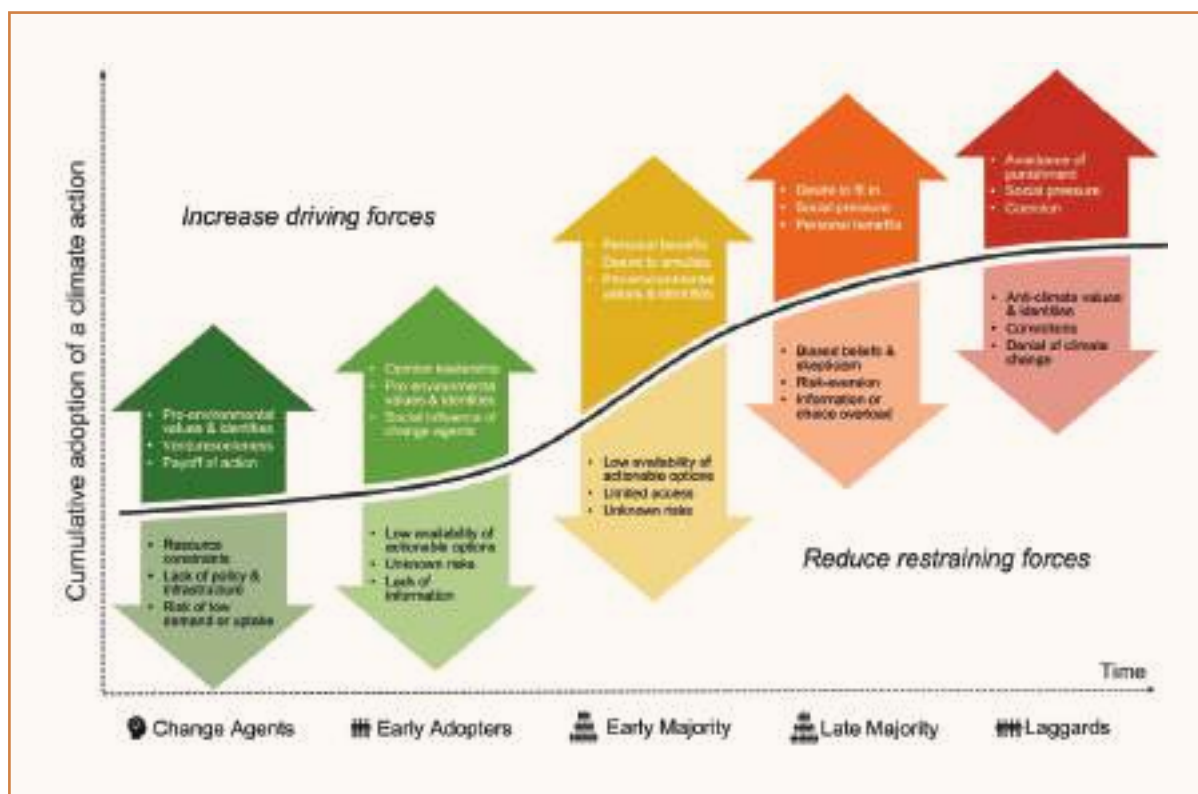 Cumulative adoption of a climate action
Increase driving forces
• Pro-environmental
values & identities
• Venturesomeness
• Payoff of action
• Resource
constraints
• Lack of policy &
infrastructure
• Risk of low
demand or uptake
• Opinion leadership
• Pro-environmental
values & identities
• Social influence of
change agents
• Low availability of
actionable options
• Unknown risks
• Lack of
information
• Personal benefits
• Desire to emulate
• Pro-environmental
values & identities
• Low availability of
actionable options
• Limited access
• Unknown risks
• Desire to fit in
• Social pressure
• Personal benefits
• Biased beliefs &
skepticism
• Risk-aversion
• Information or
choice overload
• Avoidance of
punishment
• Social pressure
• Coercion
• Anti-climate values
& identities
• Convictions
• Denial of climate
change
Reduce restraining forces
Time
Change Agents
Early Adopters
Early Majority
Late Majority
Laggards